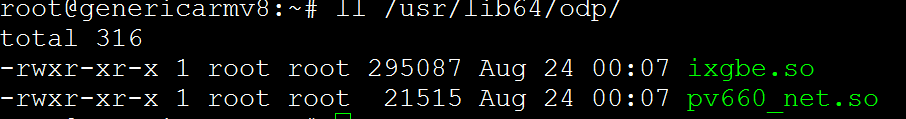 root@genericarmv8:~# ll /usr/lib64/odp/
total 316
-rwxr-xr-x 1 root root 295087 Aug 24 00:07 ixgbe.so
-rwxr-xr-x 1 root root  21515 Aug 24 00:07 pv660_net.so